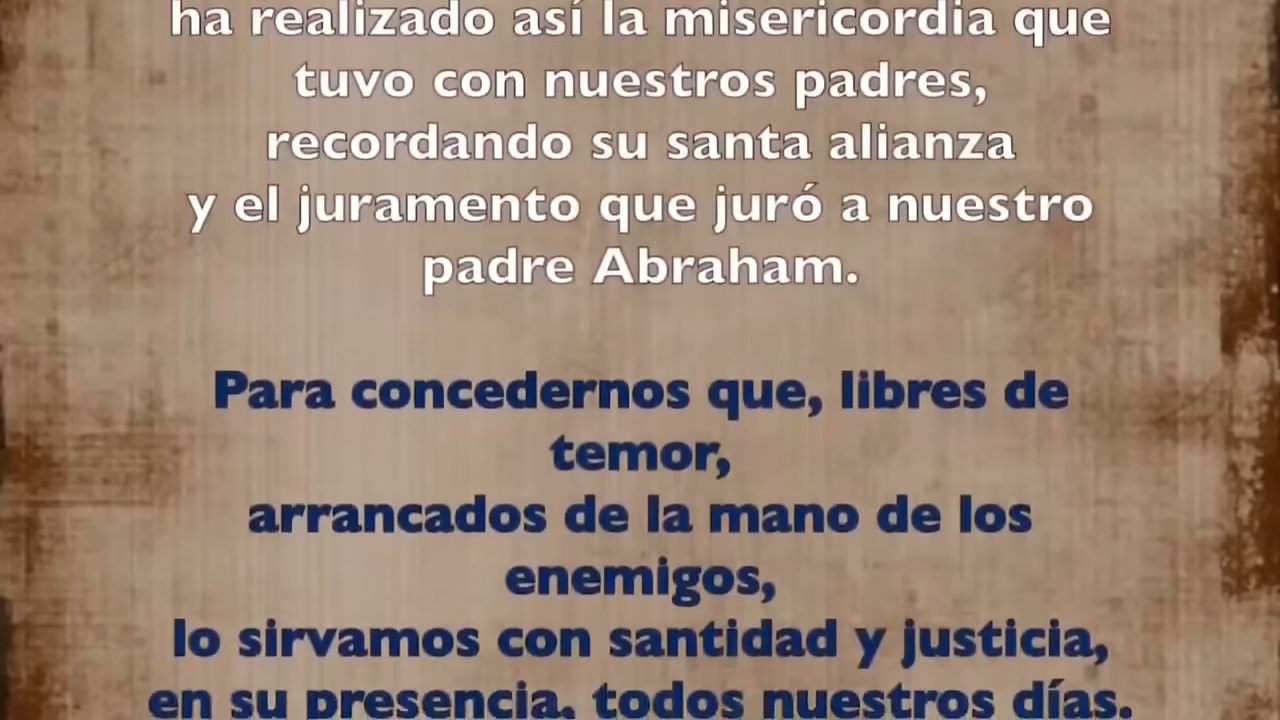 ha realizado así la misericordia que
tuvo con nuestros padres,
recordando su santa alianza
y el juramento que juró a nuestro
padre Abraham.
Para concedernos que, libres de
temor,
arrancados de la mano de los
enemigos,
lo sirvamos con santidad y justicia,
en su presencia, todos nuestros días.